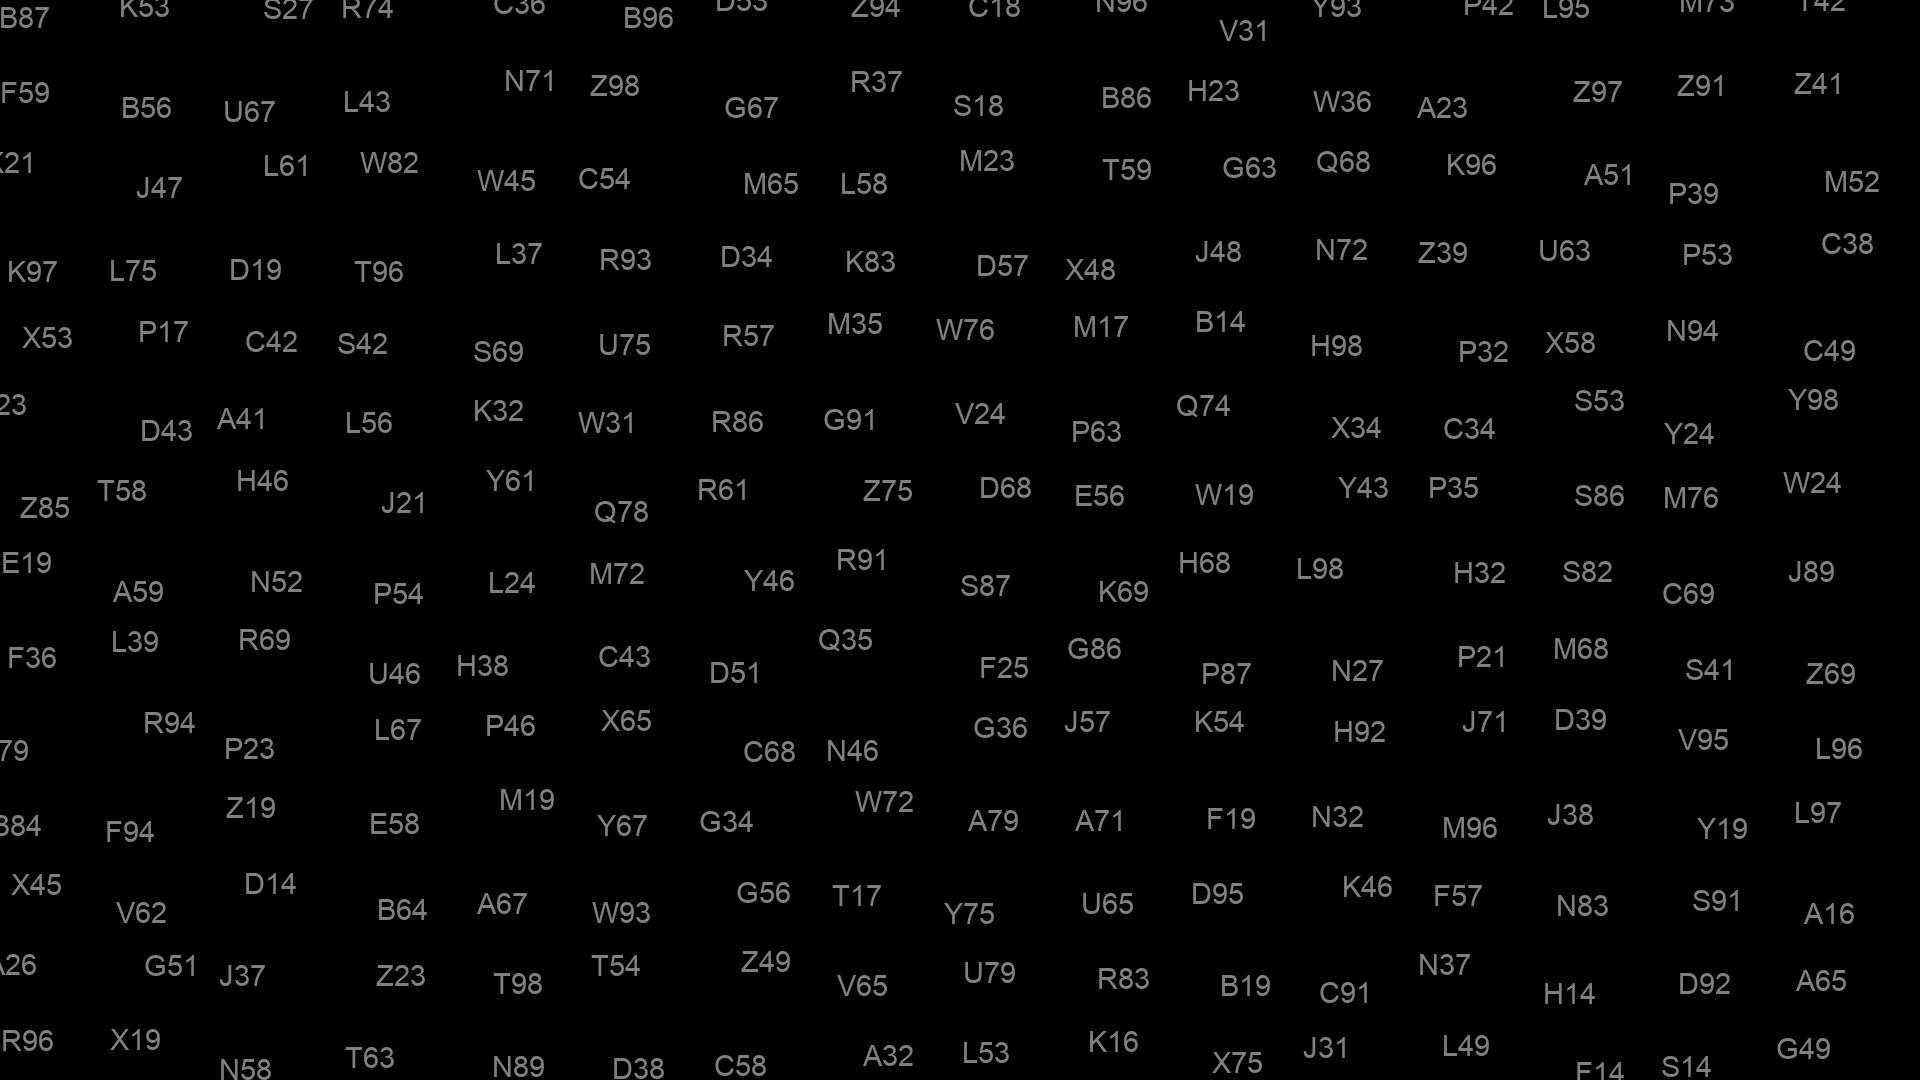 B87 K53 S27 R74 C36 B96 D53 Z94 C18 N96 V31 Y93 P42 L95 M73 T42
F59 B56 U67 L43 N71 Z98 G67 R37 S18 B86 H23 W36 A23 Z97 Z91 Z41
K21 J47 L61 W82 W45 C54 M65 L58 M23 T59 G63 Q68 K96 A51 P39 M52
K97 L75 D19 T96 L37 R93 D34 K83 D57 X48 J48 N72 Z39 U63 P53 C38
X53 P17 C42 S42 S69 U75 R57 M35 W76 M17 B14 H98 P32 X58 N94 C49
23 D43 A41 L56 K32 W31 R86 G91 V24 P63 Q74 X34 C34 S53 Y24 Y98
Z85 T58 H46 J21 Y61 Q78 R61 Z75 D68 E56 W19 Y43 P35 S86 M76 W24
E19 A59 N52 P54 L24 M72 Y46 R91 S87 K69 H68 L98 H32 S82 C69 J89
F36 L39 R69 U46 H38 C43 D51 Q35 F25 G86 P87 N27 P21 M68 S41 Z69
79 R94 P23 L67 P46 X65 C68 N46 G36 J57 K54 H92 J71 D39 V95 L96
B84 F94 Z19 E58 M19 Y67 G34 W72 A79 A71 F19 N32 M96 J38 Y19 L97
X45 V62 D14 B64 A67 W93 G56 T17 Y75 U65 D95 K46 F57 N83 S91 A16
A26 G51 J37 Z23 T98 T54 Z49 V65 U79 R83 B19 C91 N37 H14 D92 A65
R96 X19 N58 T63 N89 D38 C58 A32 L53 K16 X75 J31 L49 S14 G49